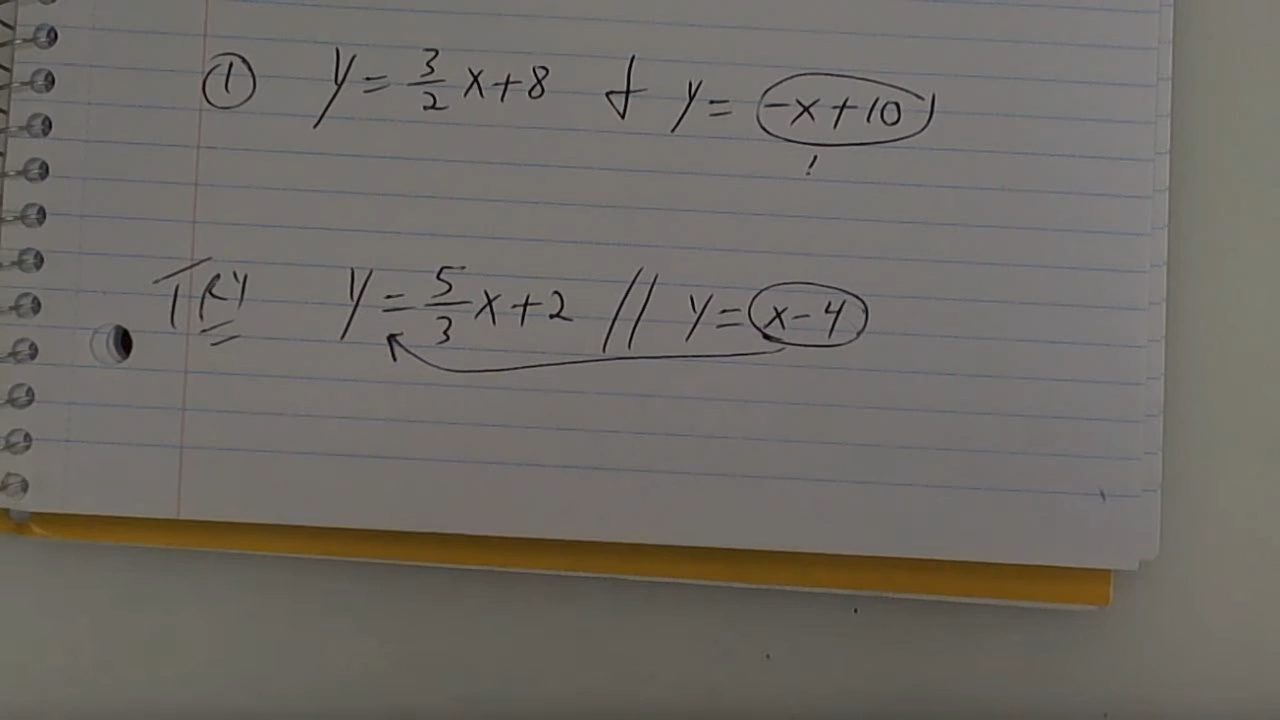 ① y = 3/2 x + 8 & y = -x + 10
TRY y = 5/3 x + 2 // y = x - 4